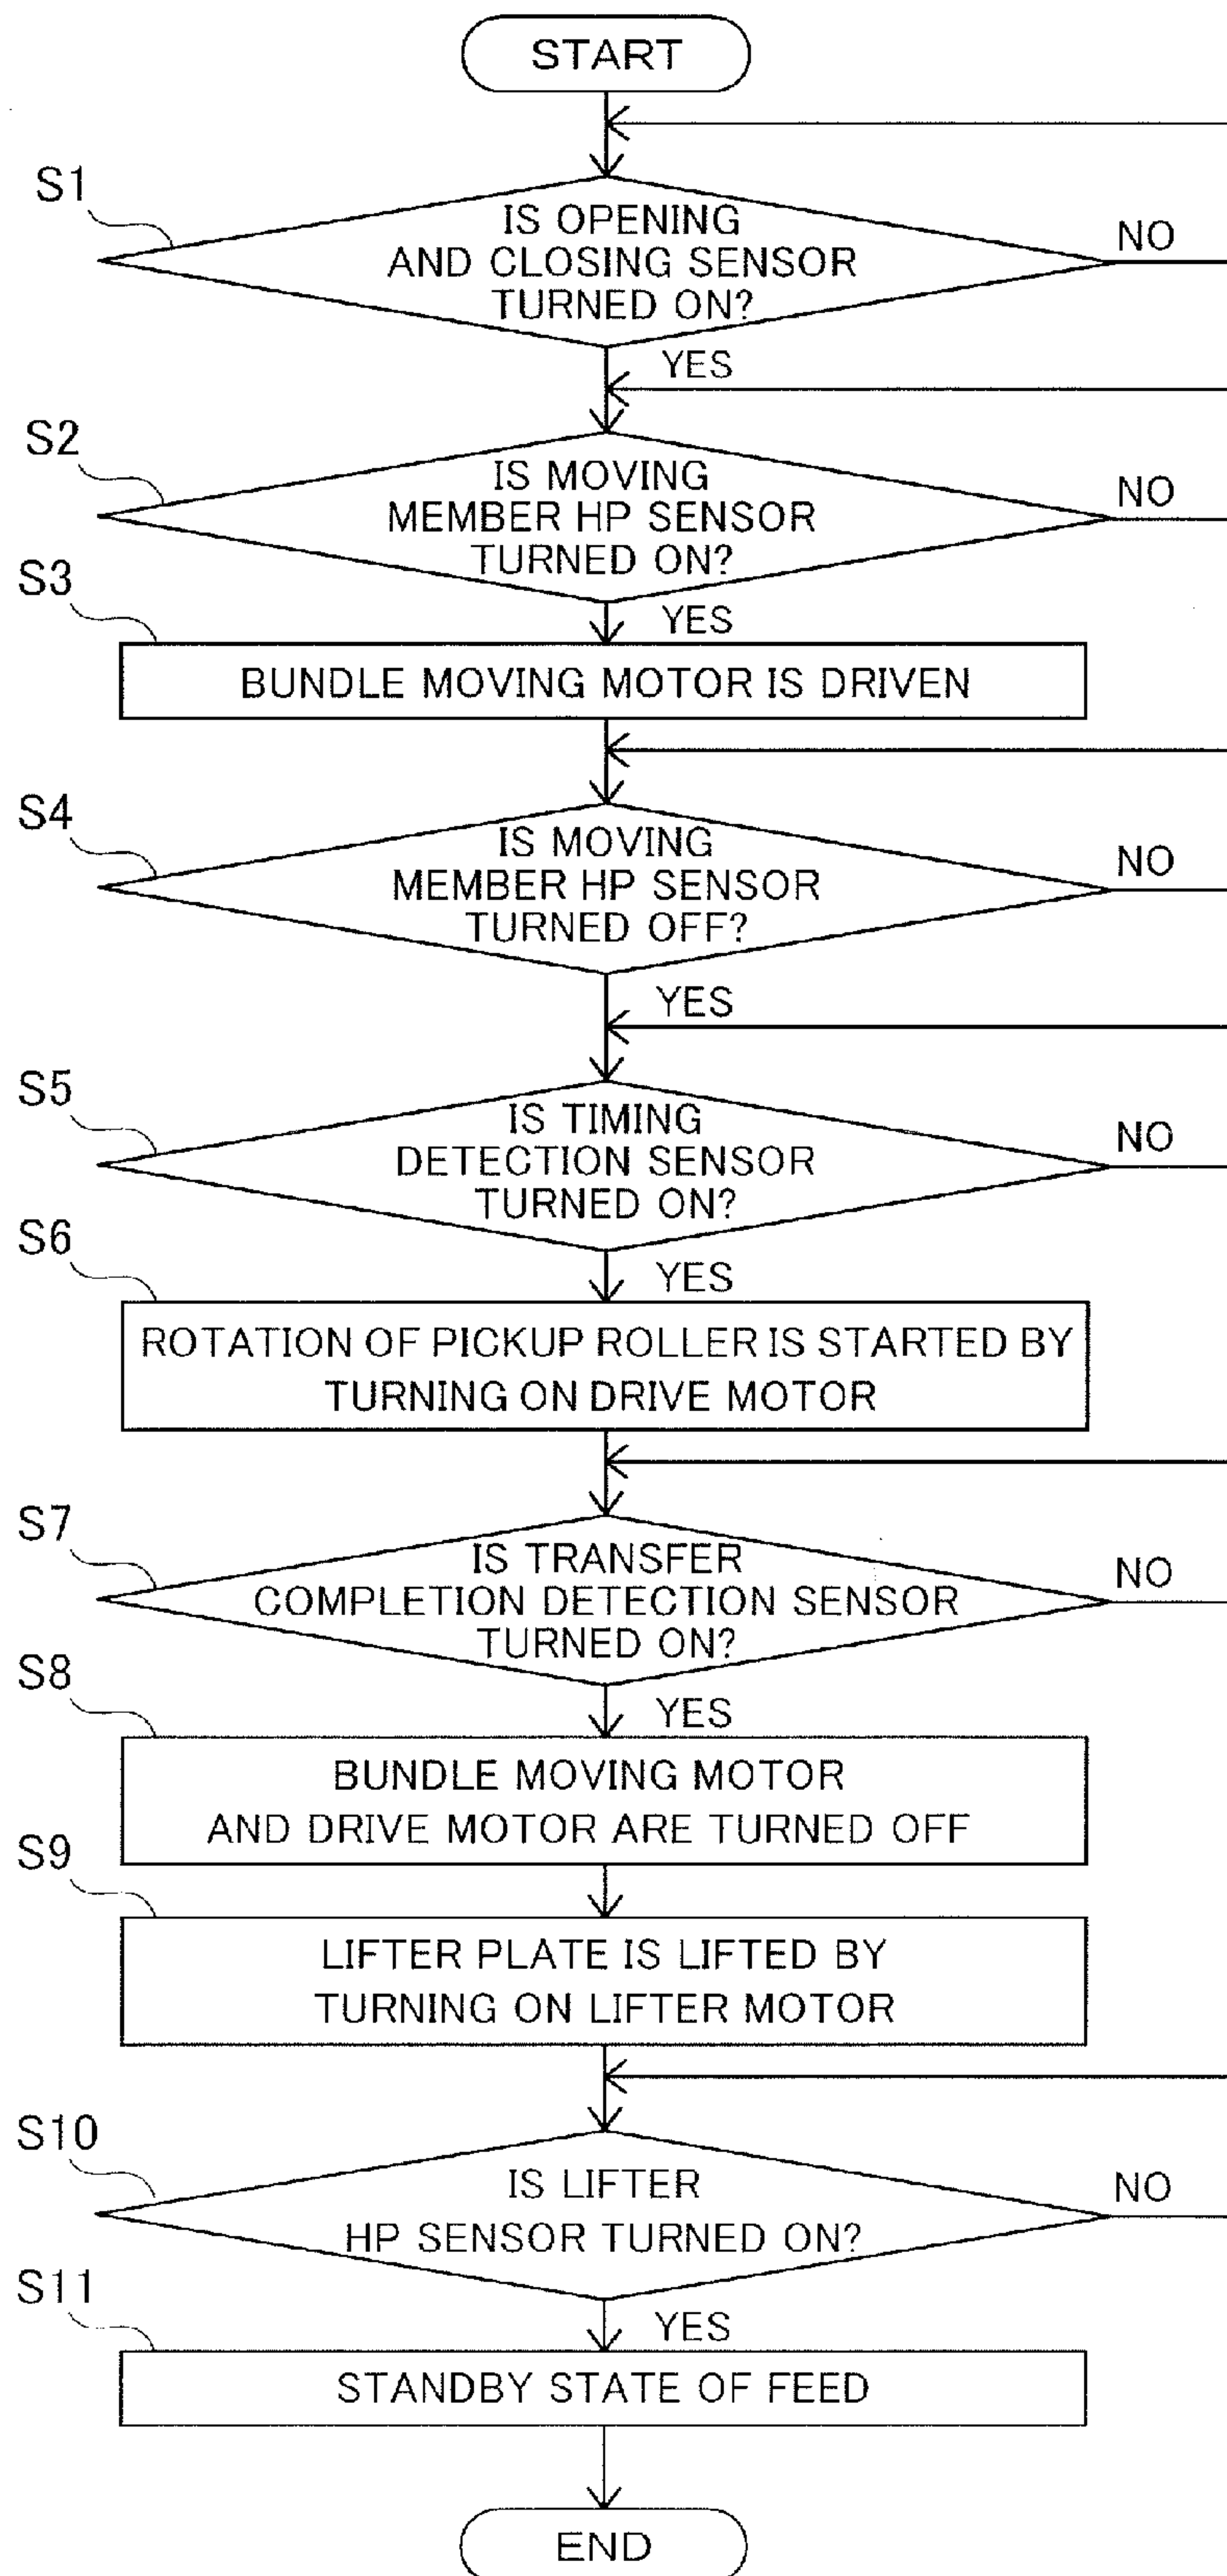 START
S1
IS OPENING
AND CLOSING SENSOR
TURNED ON?
NO
YES
S2
IS MOVING
MEMBER HP SENSOR
TURNED ON?
NO
YES
S3
BUNDLE MOVING MOTOR IS DRIVEN
S4
IS MOVING
MEMBER HP SENSOR
TURNED OFF?
NO
YES
S5
IS TIMING
DETECTION SENSOR
TURNED ON?
NO
YES
S6
ROTATION OF PICKUP ROLLER IS STARTED BY
TURNING ON DRIVE MOTOR
S7
IS TRANSFER
COMPLETION DETECTION SENSOR
TURNED ON?
NO
YES
S8
BUNDLE MOVING MOTOR
AND DRIVE MOTOR ARE TURNED OFF
S9
LIFTER PLATE IS LIFTED BY
TURNING ON LIFTER MOTOR
S10
IS LIFTER
HP SENSOR TURNED ON?
NO
YES
S11
STANDBY STATE OF FEED
END